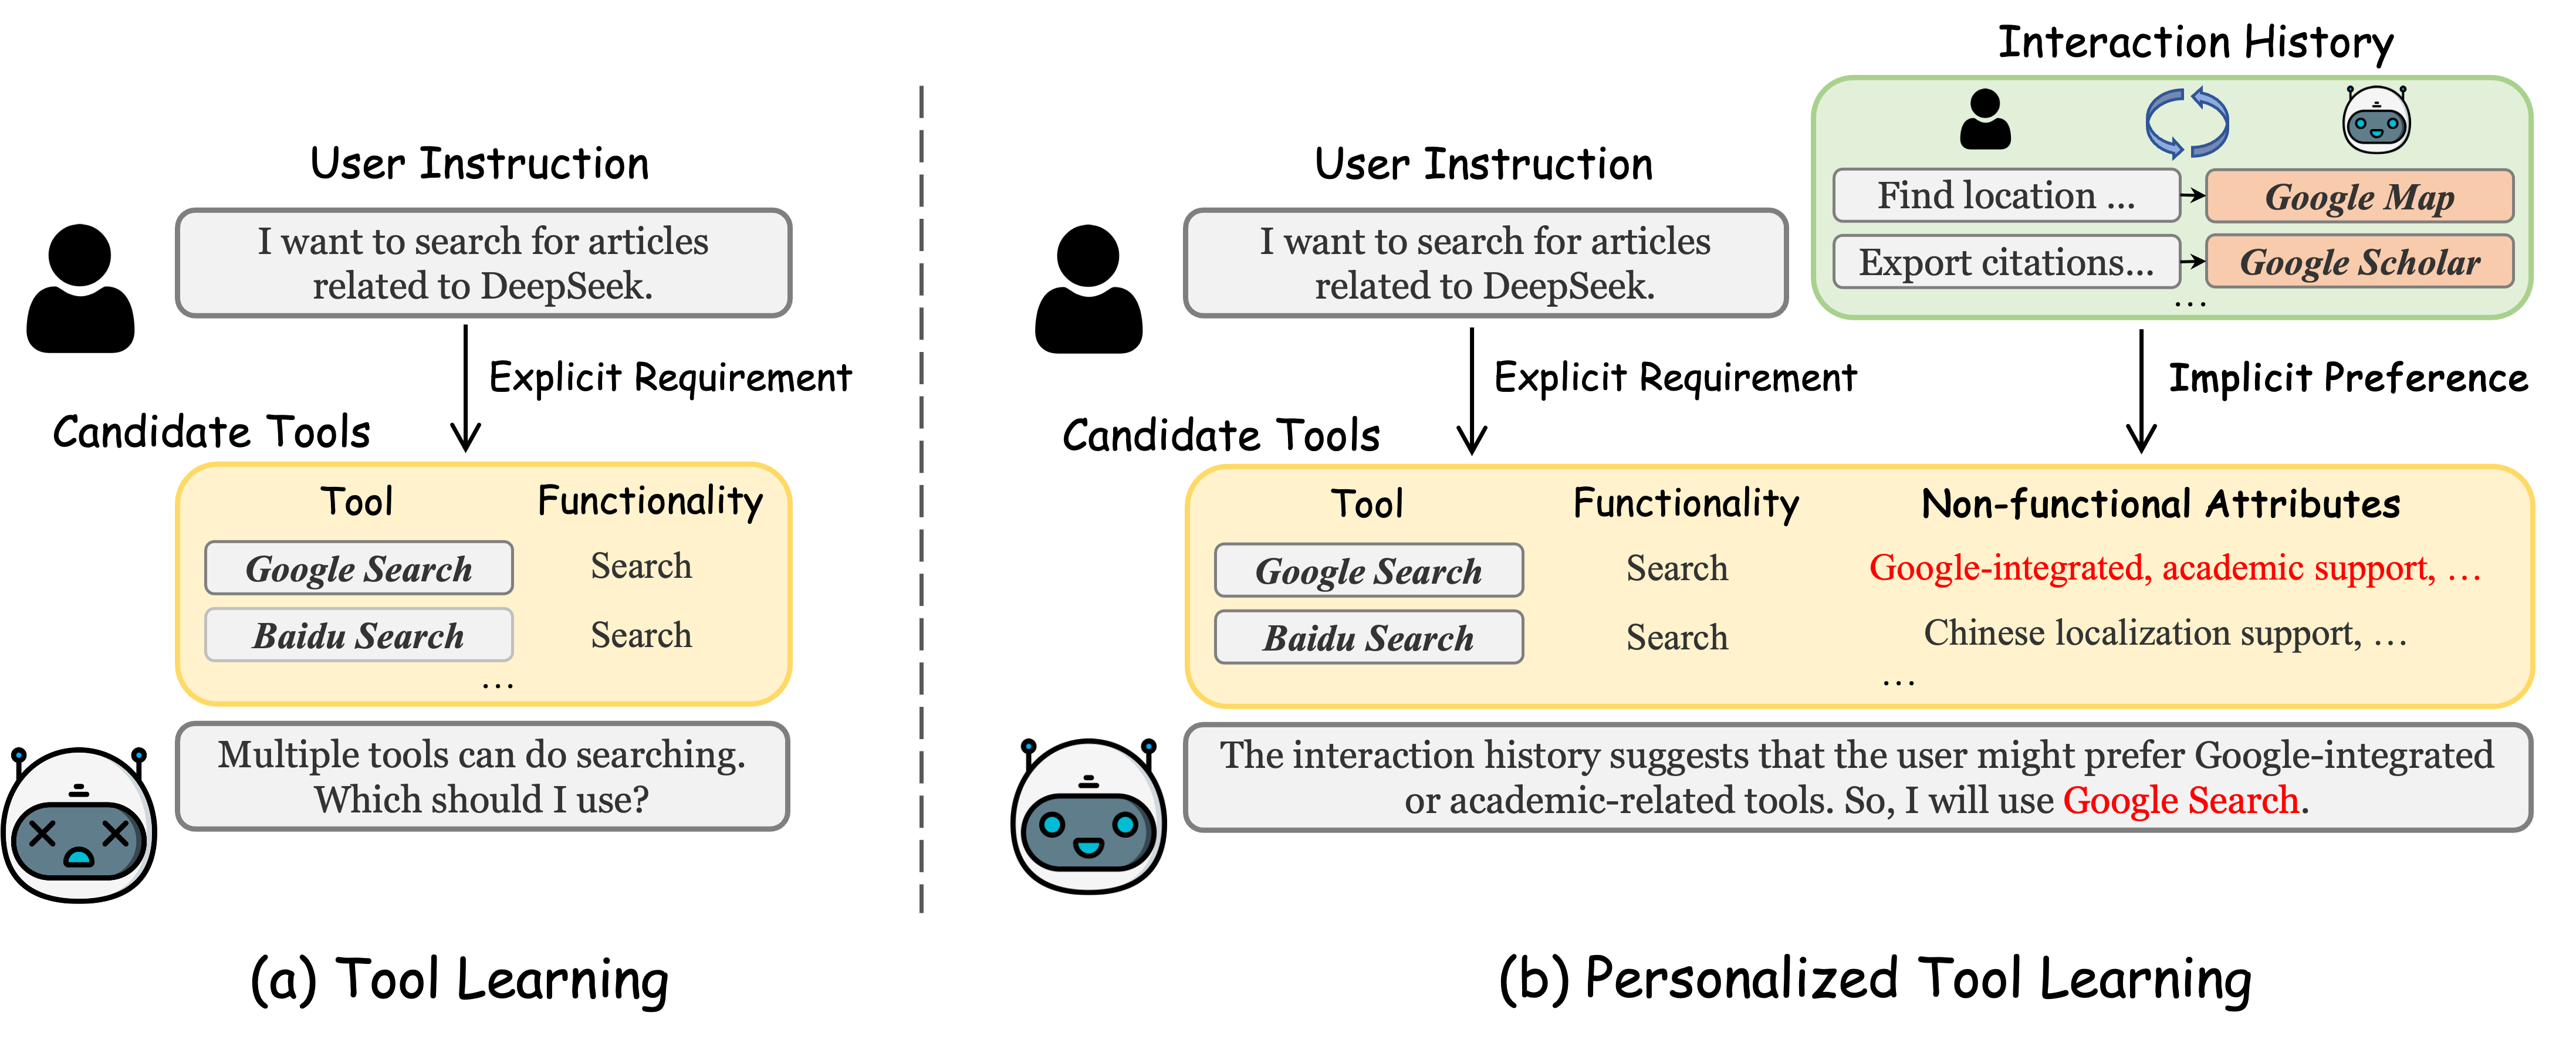 User Instruction
I want to search for articles
related to DeepSeek.
Explicit Requirement
Candidate Tools
Tool Functionality
Google Search Search
Baidu Search Search
...
Multiple tools can do searching.
Which should I use?
(a) Tool Learning
Interaction History
User Instruction
I want to search for articles
related to DeepSeek.
Find location ... Google Map
Export citations... Google Scholar
...
Explicit Requirement
Implicit Preference
Candidate Tools
Tool Functionality Non-functional Attributes
Google Search Search Google-integrated, academic support, ...
Baidu Search Search Chinese localization support, ...
...
The interaction history suggests that the user might prefer Google-integrated
or academic-related tools. So, I will use Google Search.
(b) Personalized Tool Learning